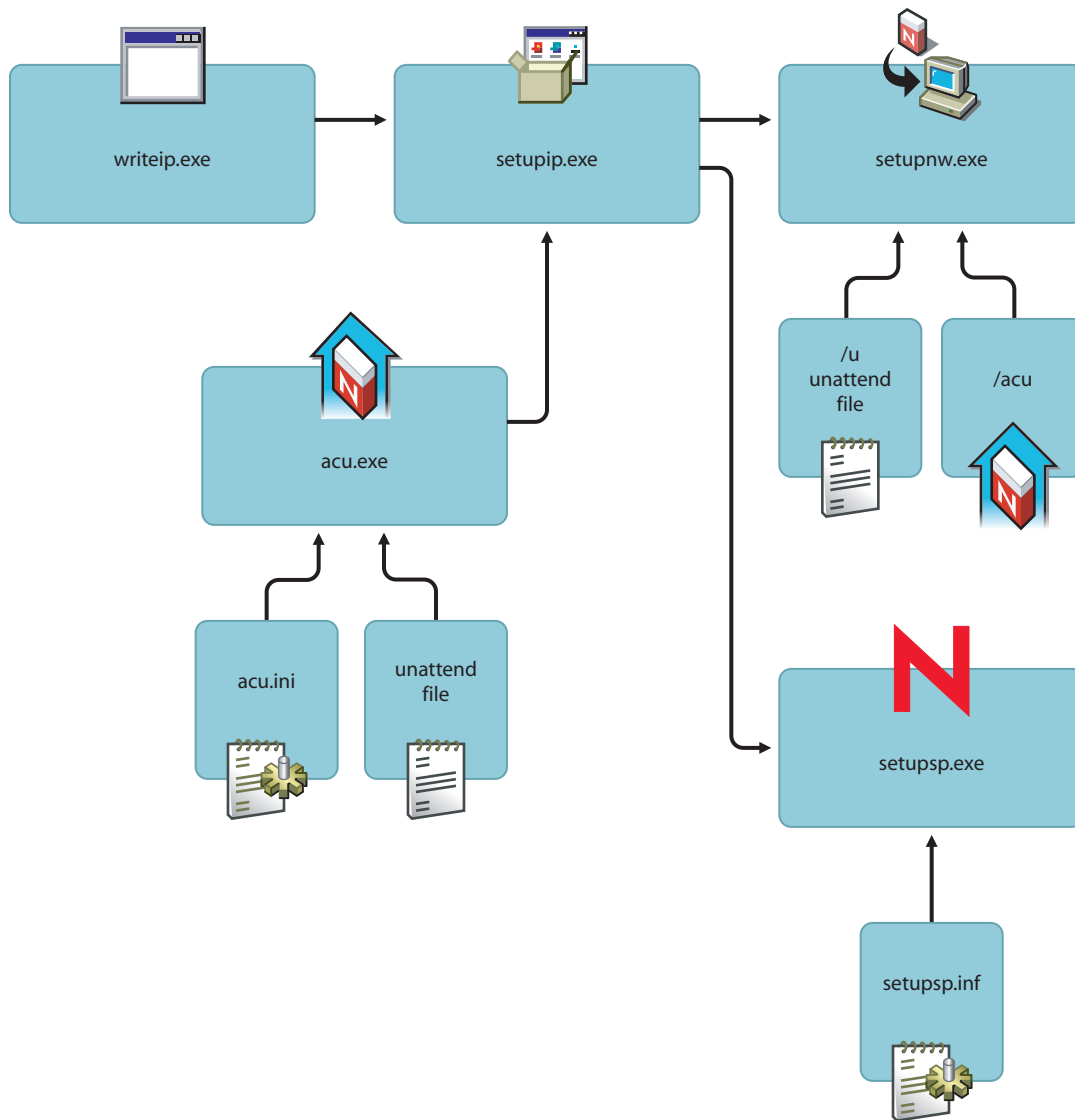 writeip.exe
setupip.exe
setupnw.exe
/u
unattend
file
/acu
acu.exe
acu.ini
unattend
file
setupsp.exe
setupsp.inf